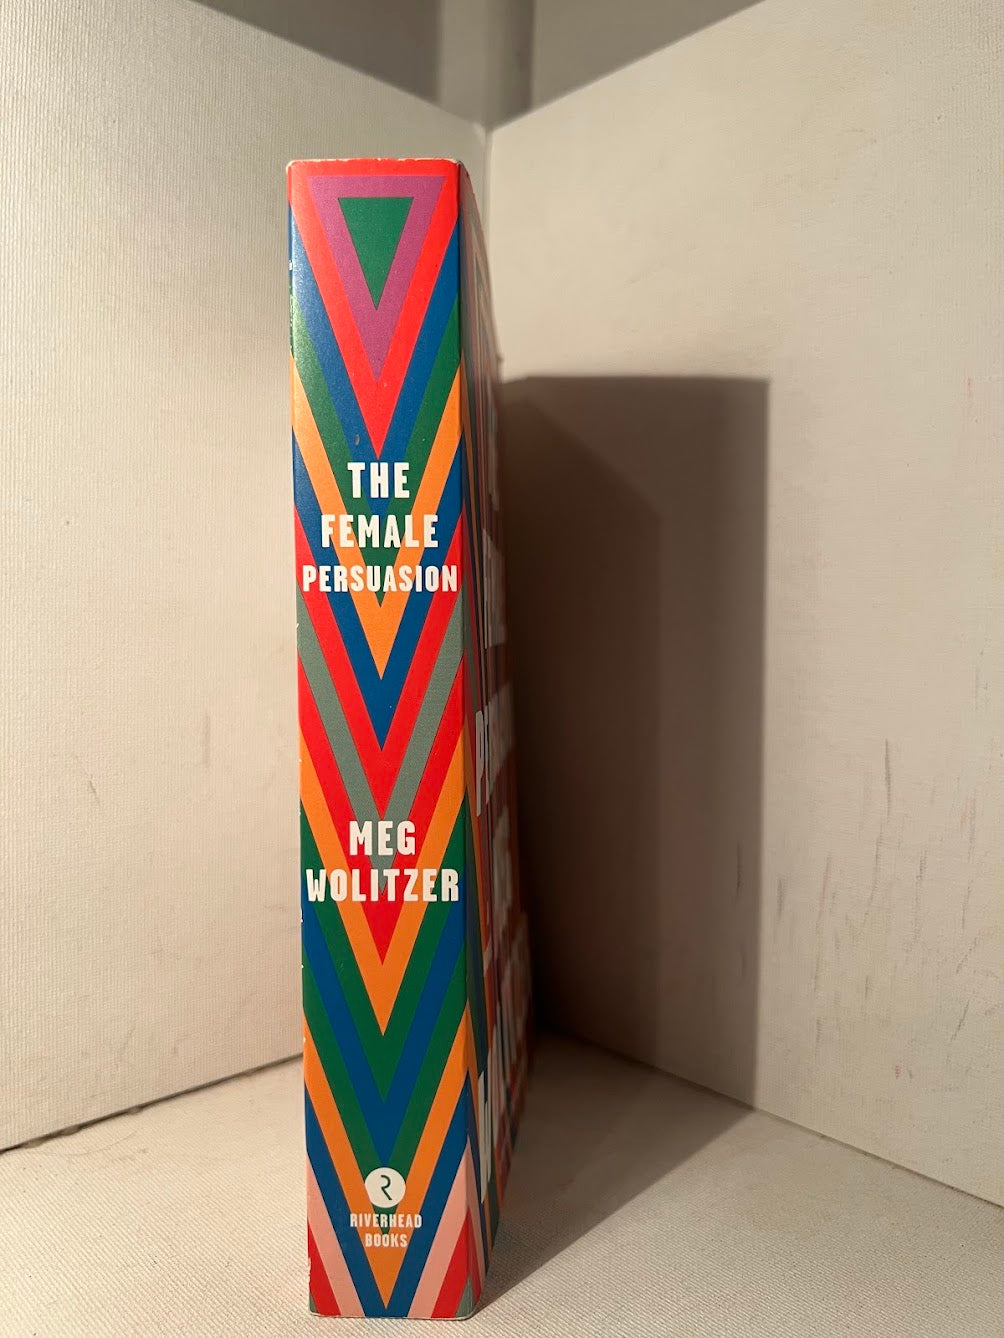 THE
FEMALE
PERSUASION
MEG
WOLITZER
R
RIVERHEAD
BOOKS